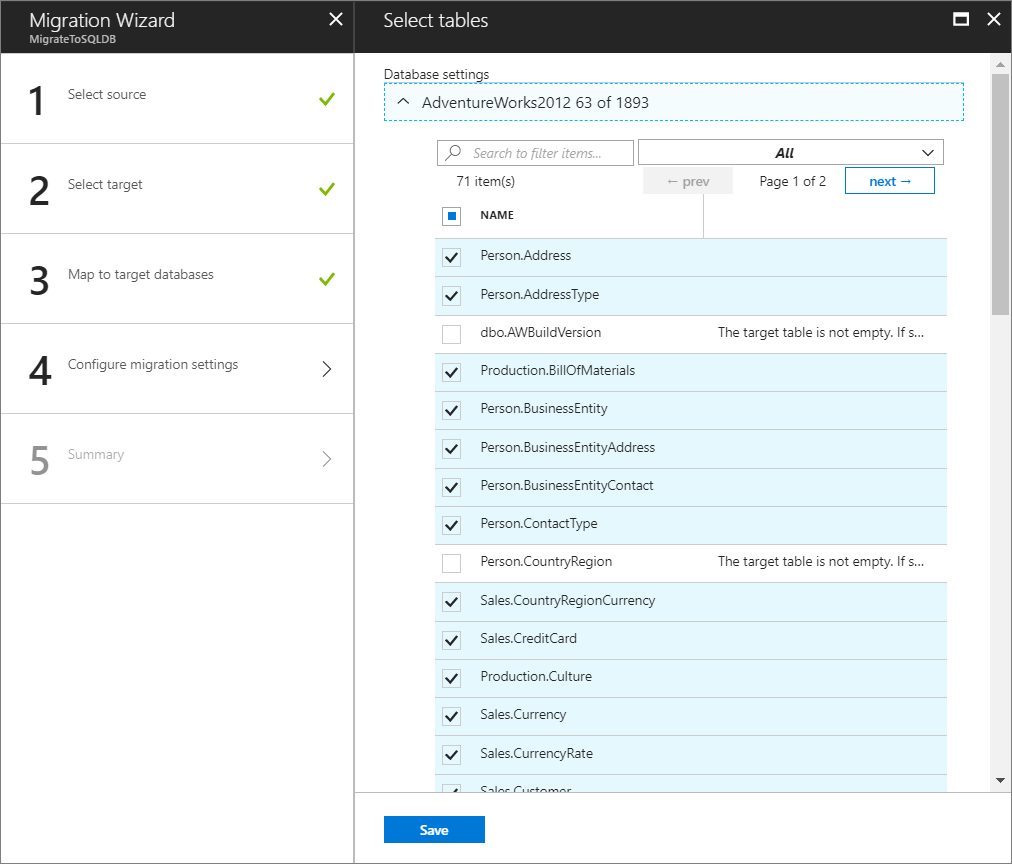 Migration Wizard
MigrateToSQLDB
1 Select source
2 Select target
3 Map to target databases
4 Configure migration settings
5 Summary
Select tables
Database settings
AdventureWorks2012 63 of 1893
Search to filter items...
All
71 item(s)
← prev
Page 1 of 2
next →
NAME
Person.Address
Person.AddressType
dbo.AWBuildVersion The target table is not empty. If s...
Production.BillOfMaterials
Person.BusinessEntity
Person.BusinessEntityAddress
Person.BusinessEntityContact
Person.ContactType
Person.CountryRegion The target table is not empty. If s...
Sales.CountryRegionCurrency
Sales.CreditCard
Production.Culture
Sales.Currency
Sales.CurrencyRate
Sales.Customer
Save